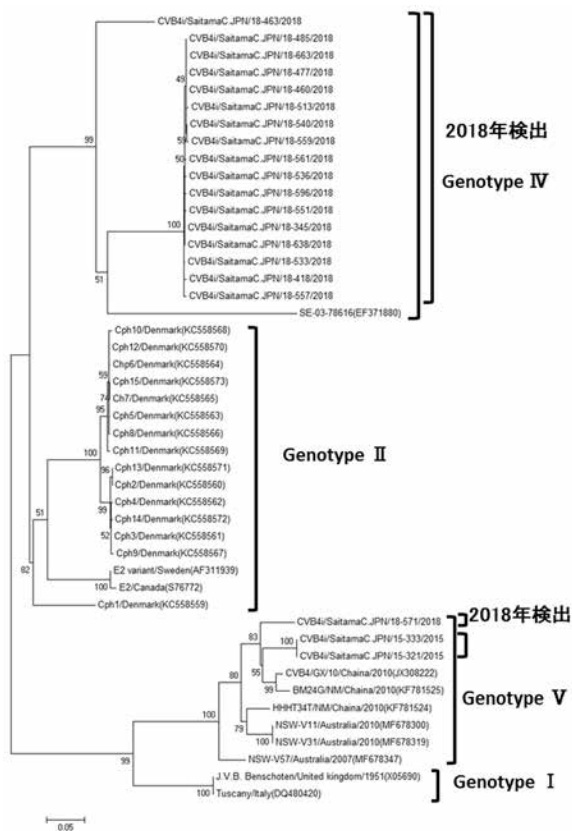 CVB4i/SaitamaC.JPN/18-463/2018
CVB4i/SaitamaC.JPN/18-485/2018
CVB4i/SaitamaC.JPN/18-663/2018
CVB4i/SaitamaC.JPN/18-477/2018
49
CVB4i/SaitamaC.JPN/18-460/2018
CVB4i/SaitamaC.JPN/18-513/2018
CVB4i/SaitamaC.JPN/18-540/2018
59
CVB4i/SaitamaC.JPN/18-559/2018
99
50
CVB4i/SaitamaC.JPN/18-561/2018
CVB4i/SaitamaC.JPN/18-536/2018
CVB4i/SaitamaC.JPN/18-596/2018
CVB4i/SaitamaC.JPN/18-551/2018
100
CVB4i/SaitamaC.JPN/18-345/2018
CVB4i/SaitamaC.JPN/18-638/2018
CVB4i/SaitamaC.JPN/18-533/2018
51
CVB4i/SaitamaC.JPN/18-418/2018
CVB4i/SaitamaC.JPN/18-557/2018
SE-03-78616(EF371880)
2018年検出
Genotype Ⅳ
Cph10/Denmark(KC558568)
Cph12/Denmark(KC558570)
Chp6/Denmark(KC558564)
59
Cph15/Denmark(KC558573)
74
Ch7/Denmark(KC558565)
95
Cph5/Denmark(KC558563)
Cph8/Denmark(KC558566)
Cph11/Denmark(KC558569)
100
96
Cph13/Denmark(KC558571)
Cph2/Denmark(KC558560)
99
Cph4/Denmark(KC558562)
51
Cph14/Denmark(KC558572)
52
Cph3/Denmark(KC558561)
Cph9/Denmark(KC558567)
82
E2 variant/Sweden(AF311939)
100
E2/Canada(S76772)
Cph1/Denmark(KC558559)
Genotype Ⅱ
CVB4i/SaitamaC.JPN/18-571/2018
2018年検出
83
100
CVB4i/SaitamaC.JPN/15-333/2015
CVB4i/SaitamaC.JPN/15-321/2015
80
55
CVB4/GX/10/Chaina/2010(JX308222)
99
BM24G/NM/Chaina/2010(KF781525)
Genotype Ⅴ
HHHT34T/NM/Chaina/2010(KF781524)
100
79
NSW-V11/Australia/2010(MF678300)
100
NSW-V31/Australia/2010(MF678319)
99
NSW-V57/Australia/2007(MF678347)
J.V.B. Benschoten/United kingdom/1951(X05690)
100
Tuscany/Italy(DQ480420)
Genotype Ⅰ
0.05